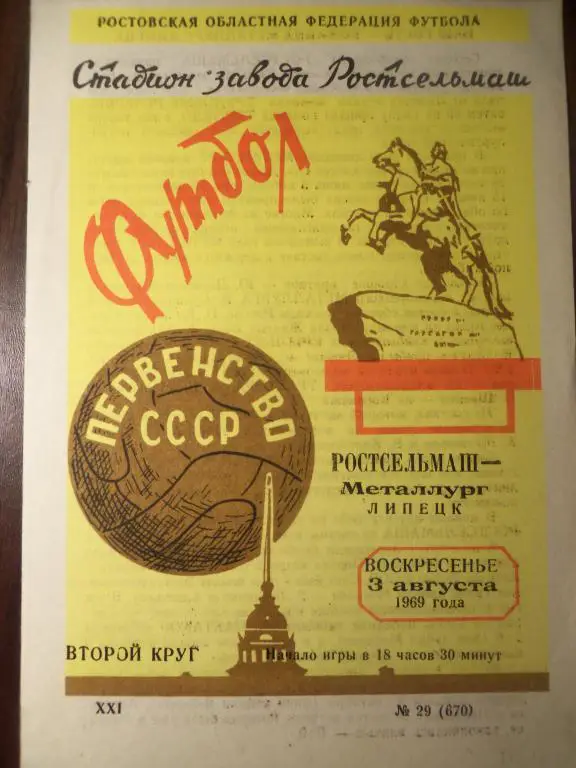 РОСТОВСКАЯ ОБЛАСТНАЯ ФЕДЕРАЦИЯ ФУТБОЛА
Стадион завода Ростсельмаш
Футбол
ПЕРВЕНСТВО
СССР
РОСТСЕЛЬМАШ—
Металлург
ЛИПЕЦК
ВОСКРЕСЕНЬЕ
3 августа
1969 года
ВТОРОЙ КРУГ
Начало игры в 18 часов 30 минут
XXI
№ 29 (670)